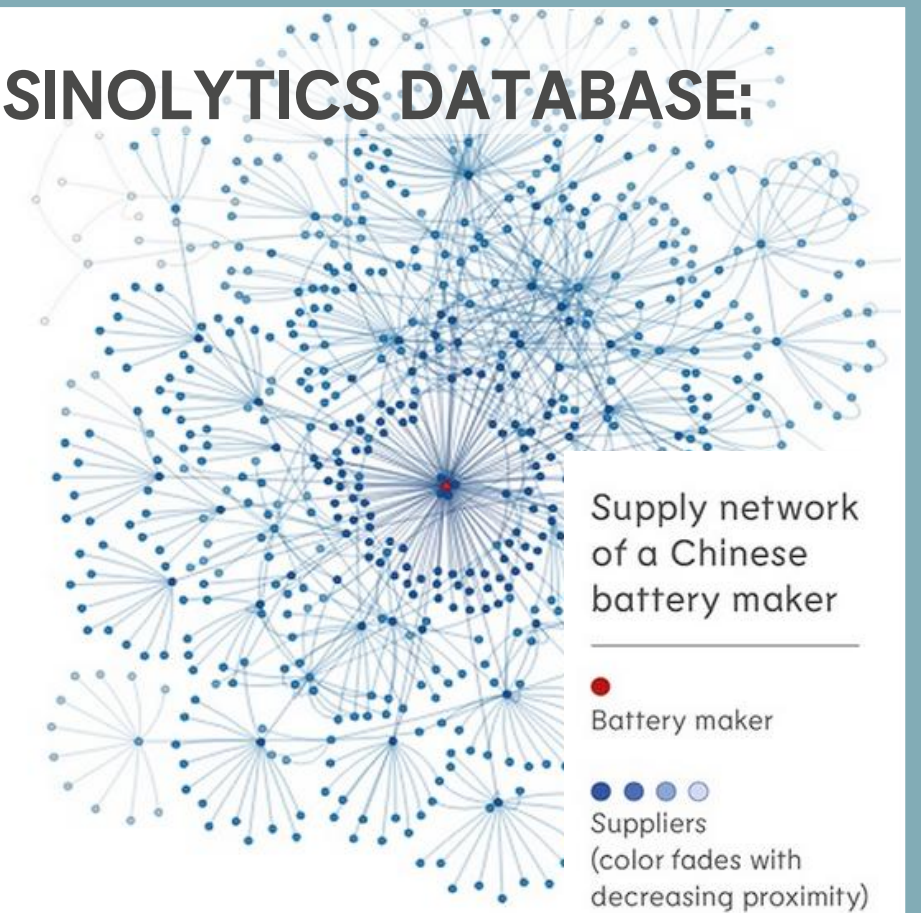 SINOLYTICS DATABASE:
Supply network
of a Chinese
battery maker
Battery maker
Suppliers
(color fades with
decreasing proximity)